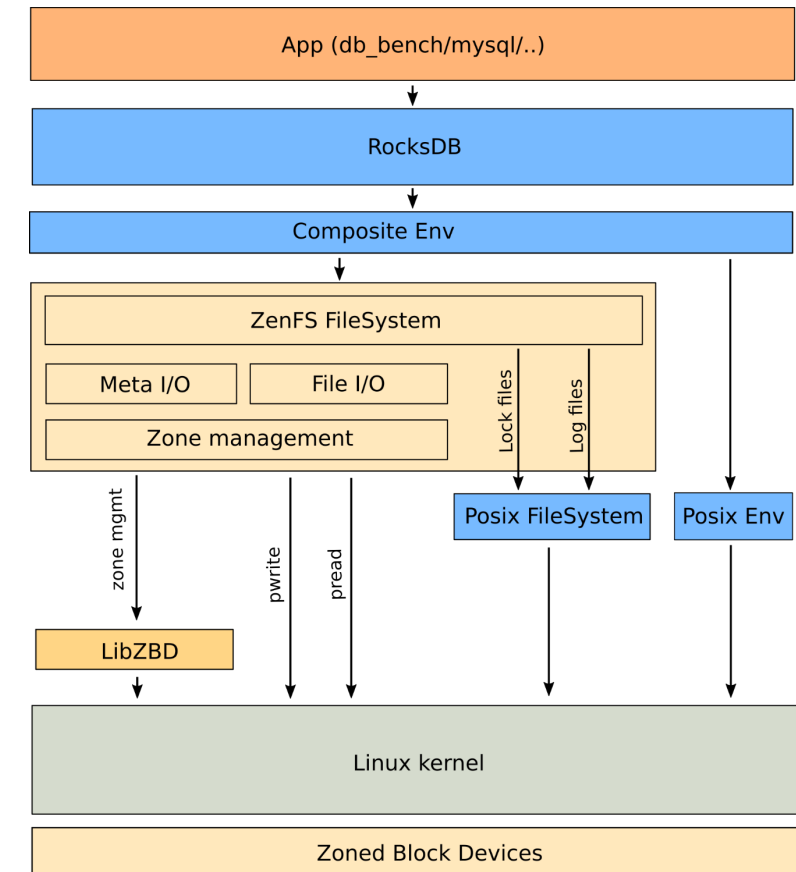 App (db_bench/mysql/..)
RocksDB
Composite Env
ZenFS FileSystem
Meta I/O
File I/O
Zone management
Lock files
Log files
zone mgmt
pwrite
pread
Posix FileSystem
Posix Env
LibZBD
Linux kernel
Zoned Block Devices